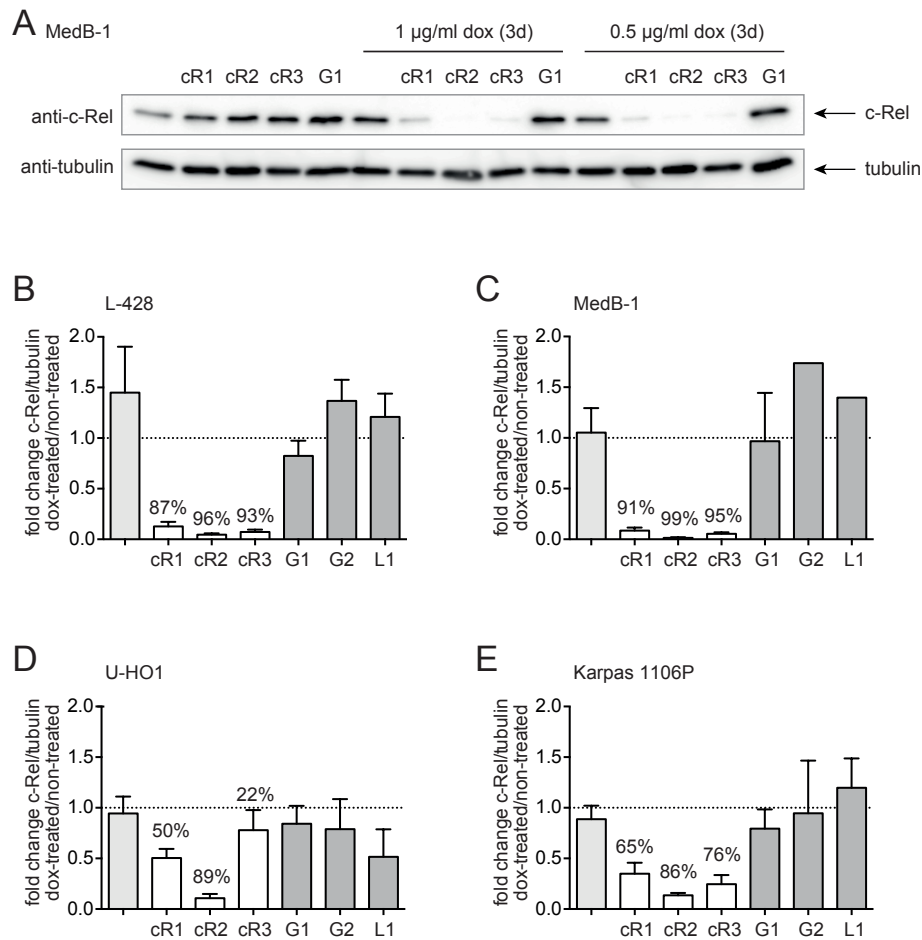 A MedB-1
1 µg/ml dox (3d) 0.5 µg/ml dox (3d)
cR1 cR2 cR3 G1 cR1 cR2 cR3 G1 cR1 cR2 cR3 G1
anti-c-Rel c-Rel
anti-tubulin tubulin
B L-428
fold change c-Rel/tubulin
dox-treated/non-treated
2.0
1.5
1.0
0.5
0.0
87% 96% 93%
cR1 cR2 cR3 G1 G2 L1
C MedB-1
fold change c-Rel/tubulin
dox-treated/non-treated
2.0
1.5
1.0
0.5
0.0
91% 99% 95%
cR1 cR2 cR3 G1 G2 L1
D U-HO1
fold change c-Rel/tubulin
dox-treated/non-treated
2.0
1.5
1.0
0.5
0.0
50% 89% 22%
cR1 cR2 cR3 G1 G2 L1
E Karpas 1106P
fold change c-Rel/tubulin
dox-treated/non-treated
2.0
1.5
1.0
0.5
0.0
65% 86% 76%
cR1 cR2 cR3 G1 G2 L1